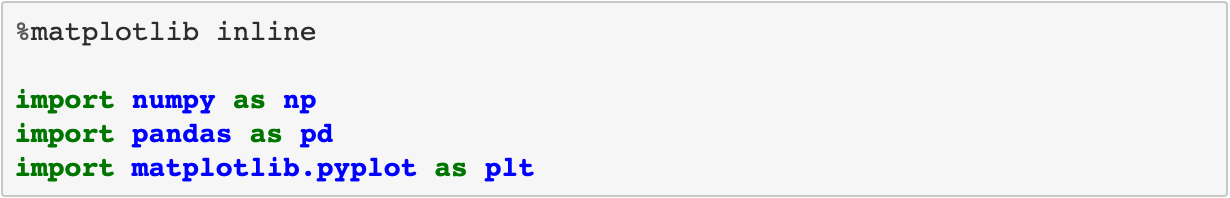 %matplotlib inline
import numpy as np
import pandas as pd
import matplotlib.pyplot as plt